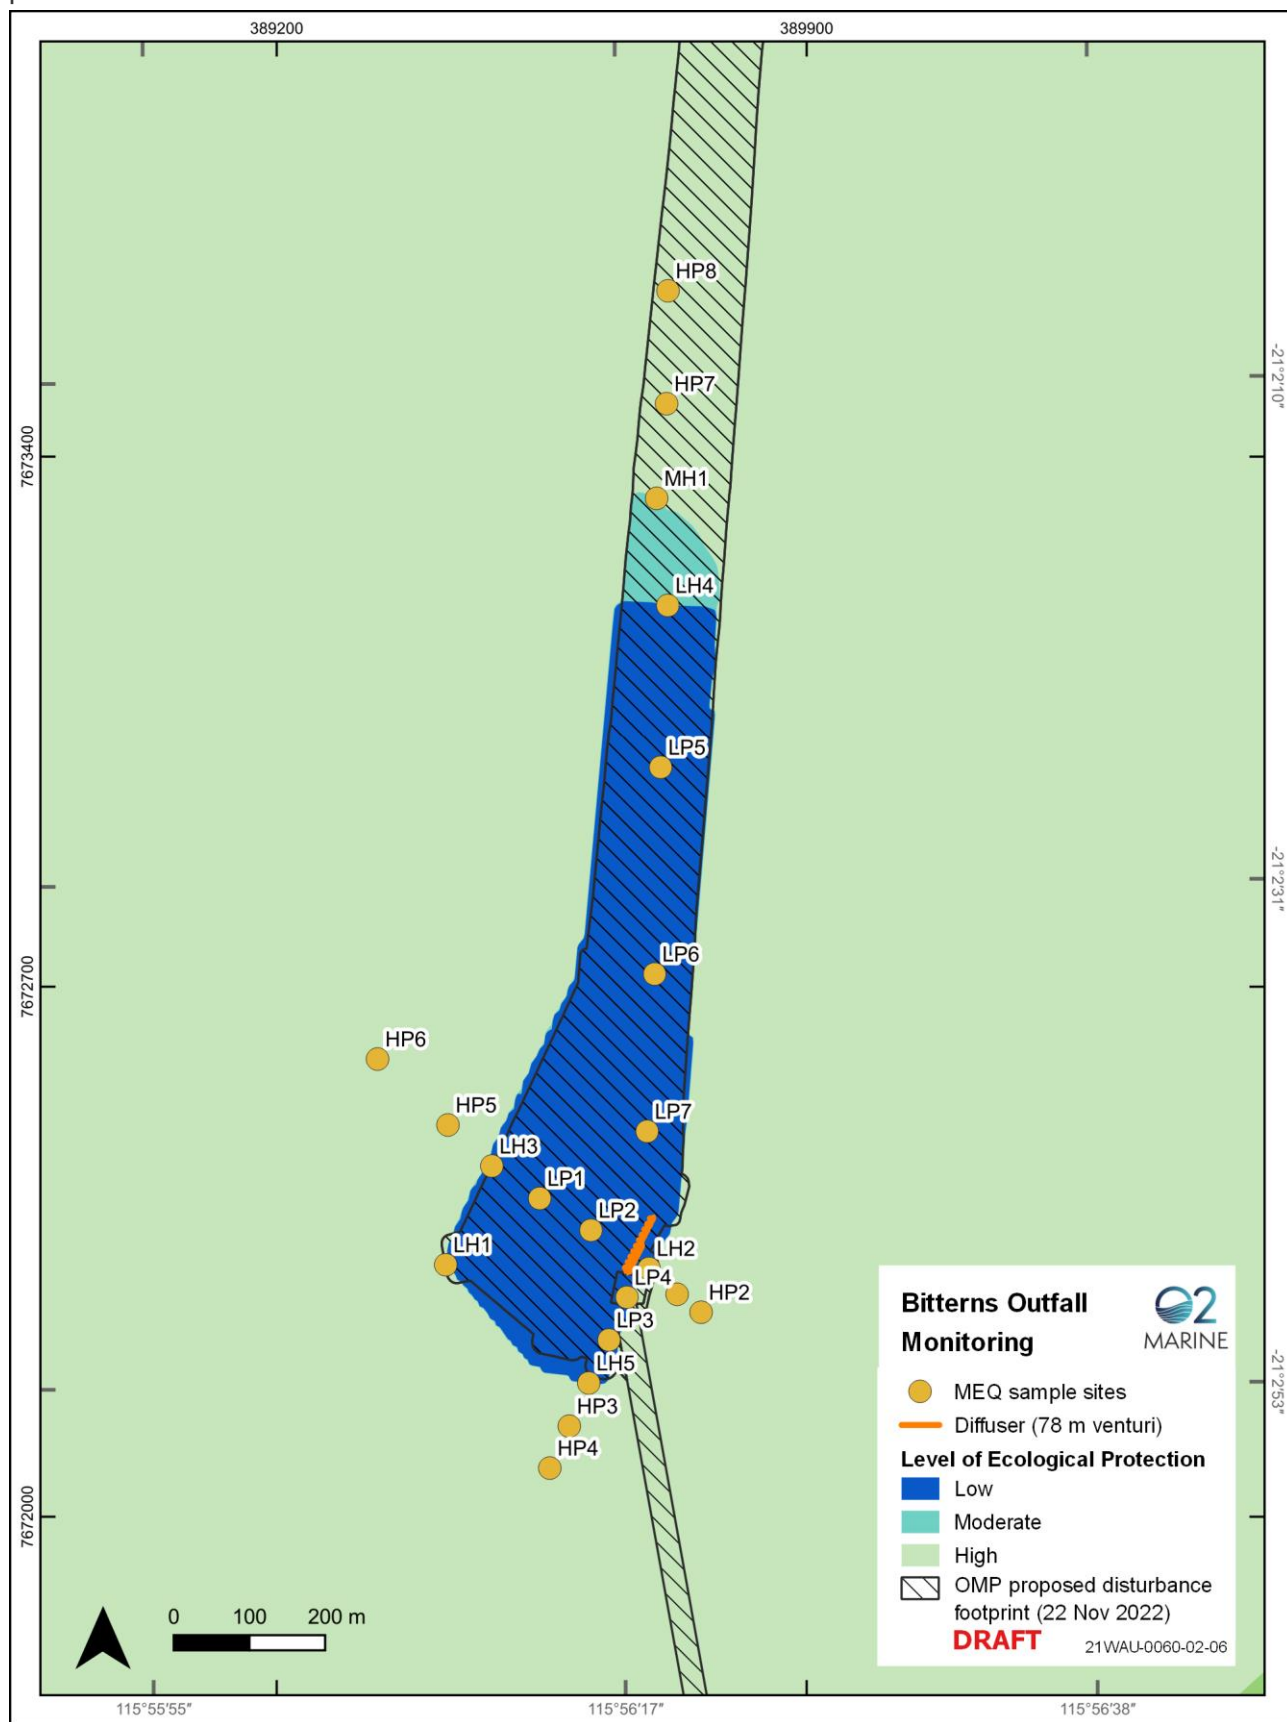 389200
389900
HP8
-21°2'10"
HP7
7673400
MH1
LH4
LP5
-21°2'31"
LP6
7672700
HP6
HP5
LP7
LH3
LP1
LP2
LH1
LH2
LP4
HP2
LP3
LH5
-21°2'53"
HP3
HP4
7672000
Bitterns Outfall
Monitoring
O2
MARINE
MEQ sample sites
Diffuser (78 m venturi)
Level of Ecological Protection
Low
Moderate
High
OMP proposed disturbance
footprint (22 Nov 2022)
DRAFT 21WAU-0060-02-06
0 100 200 m
115°55'55"
115°56'17"
115°56'38"